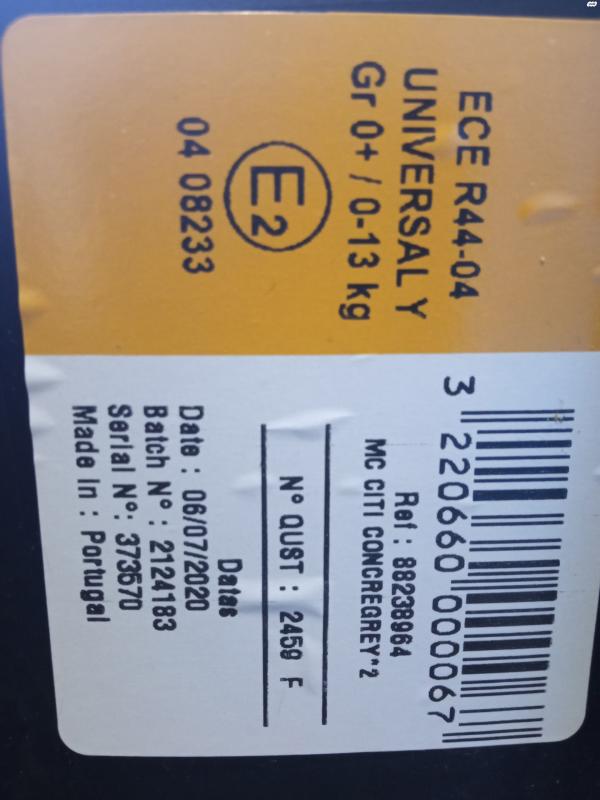 ECE R44-04
UNIVERSAL Y
Gr 0+ / 0-13 kg
E2
04 08233
3 220660 000067
Ref : 88238964
MC CITI CONCREGREY*2
N° QUST : 2459 F
Datas
Date : 06/07/2020
Batch N° : 2124183
Serial N°: 373570
Made In : Portugal